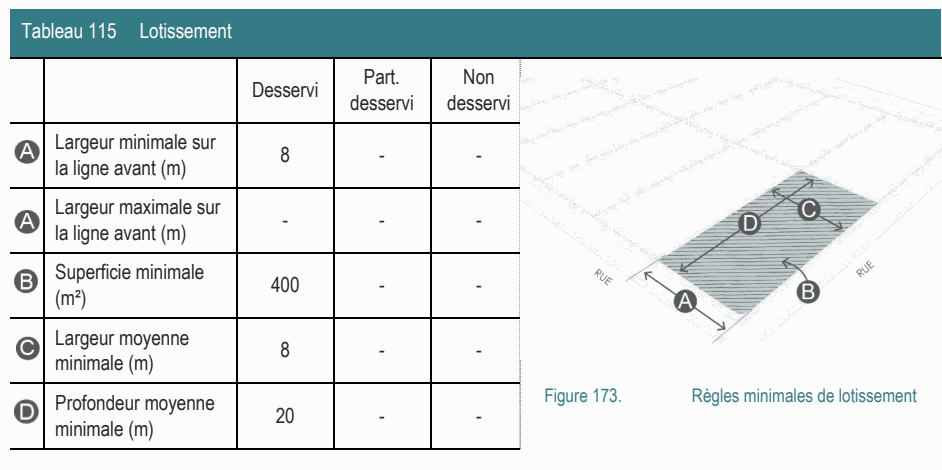 Tableau 115 Lotissement
Desservi
Part.
desservi
Non
desservi
A Largeur minimale sur
la ligne avant (m)
8 - -
A Largeur maximale sur
la ligne avant (m)
- - -
B Superficie minimale
(m²)
400 - -
C Largeur moyenne
minimale (m)
8 - -
D Profondeur moyenne
minimale (m)
20 - -
C
D
RUE
RUE
A
B
Figure 173. Règles minimales de lotissement